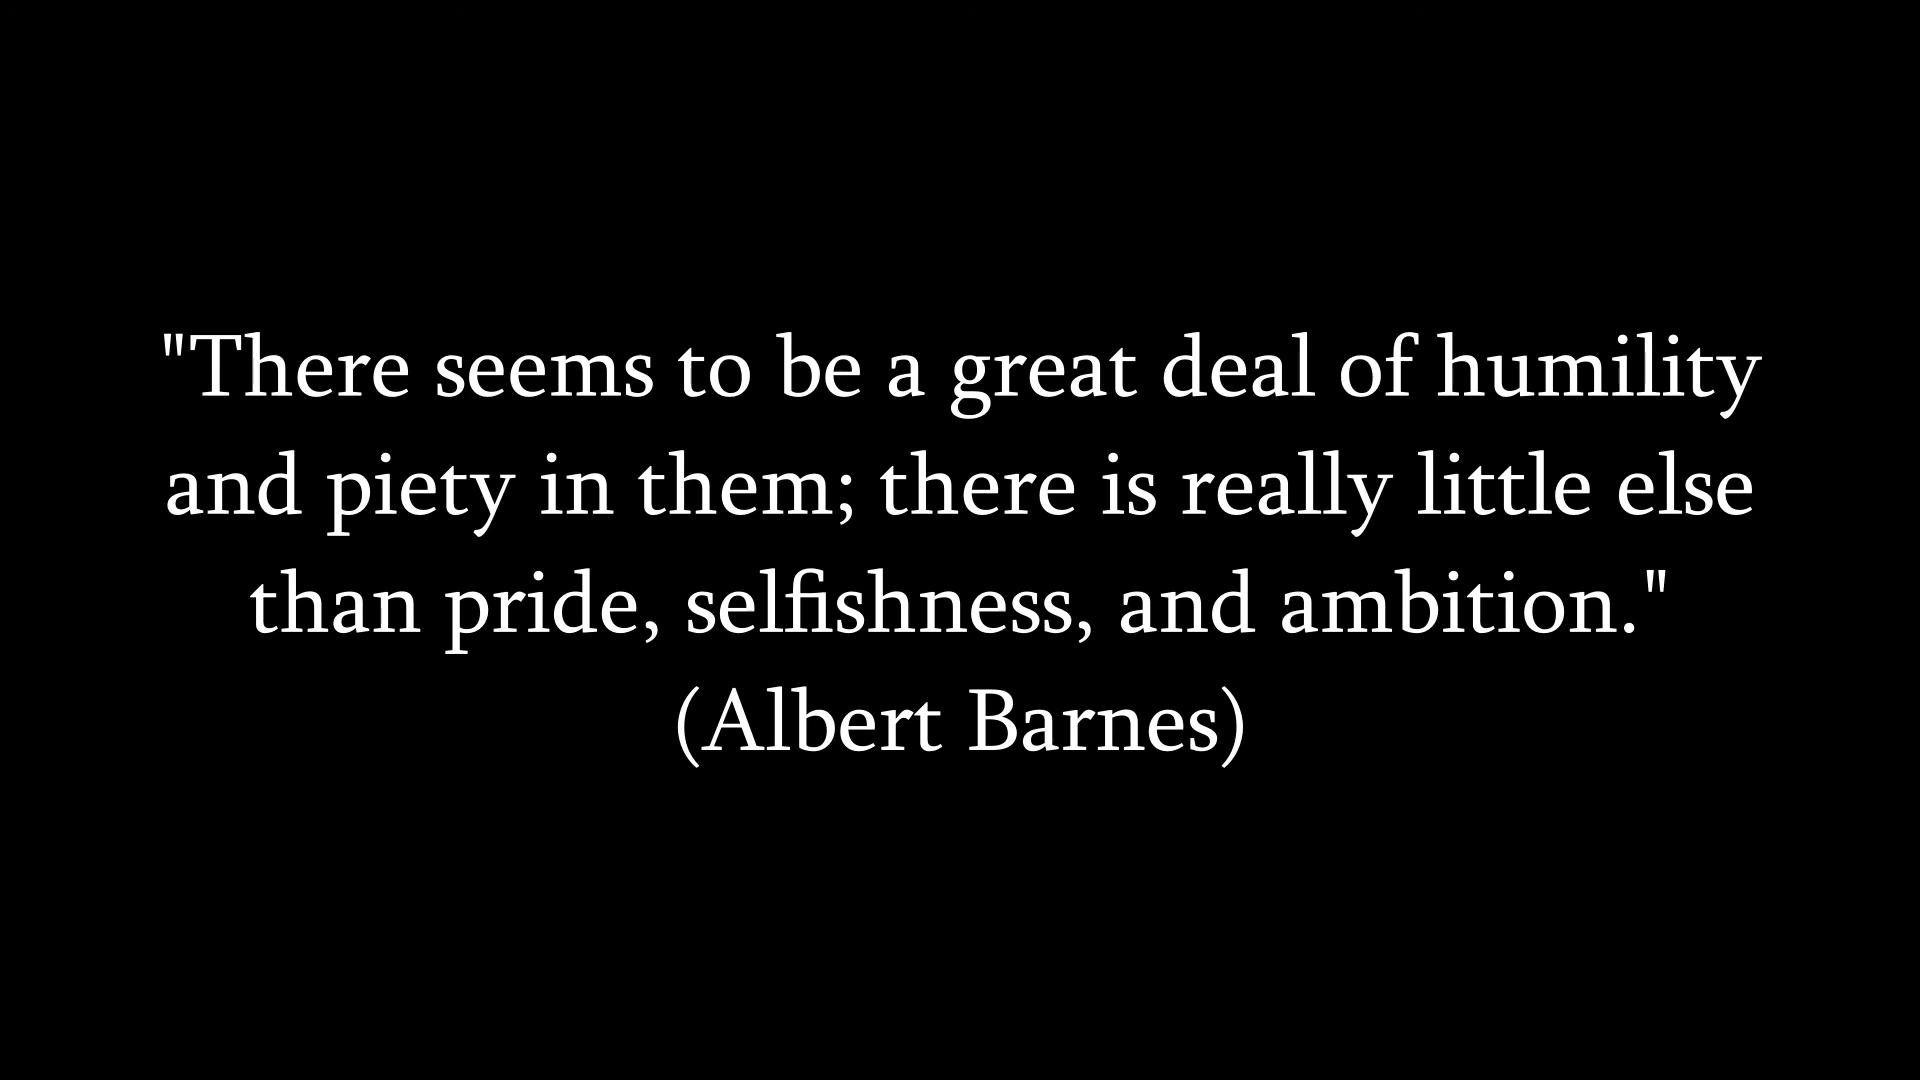 "There seems to be a great deal of humility
and piety in them; there is really little else
than pride, selfishness, and ambition."
(Albert Barnes)